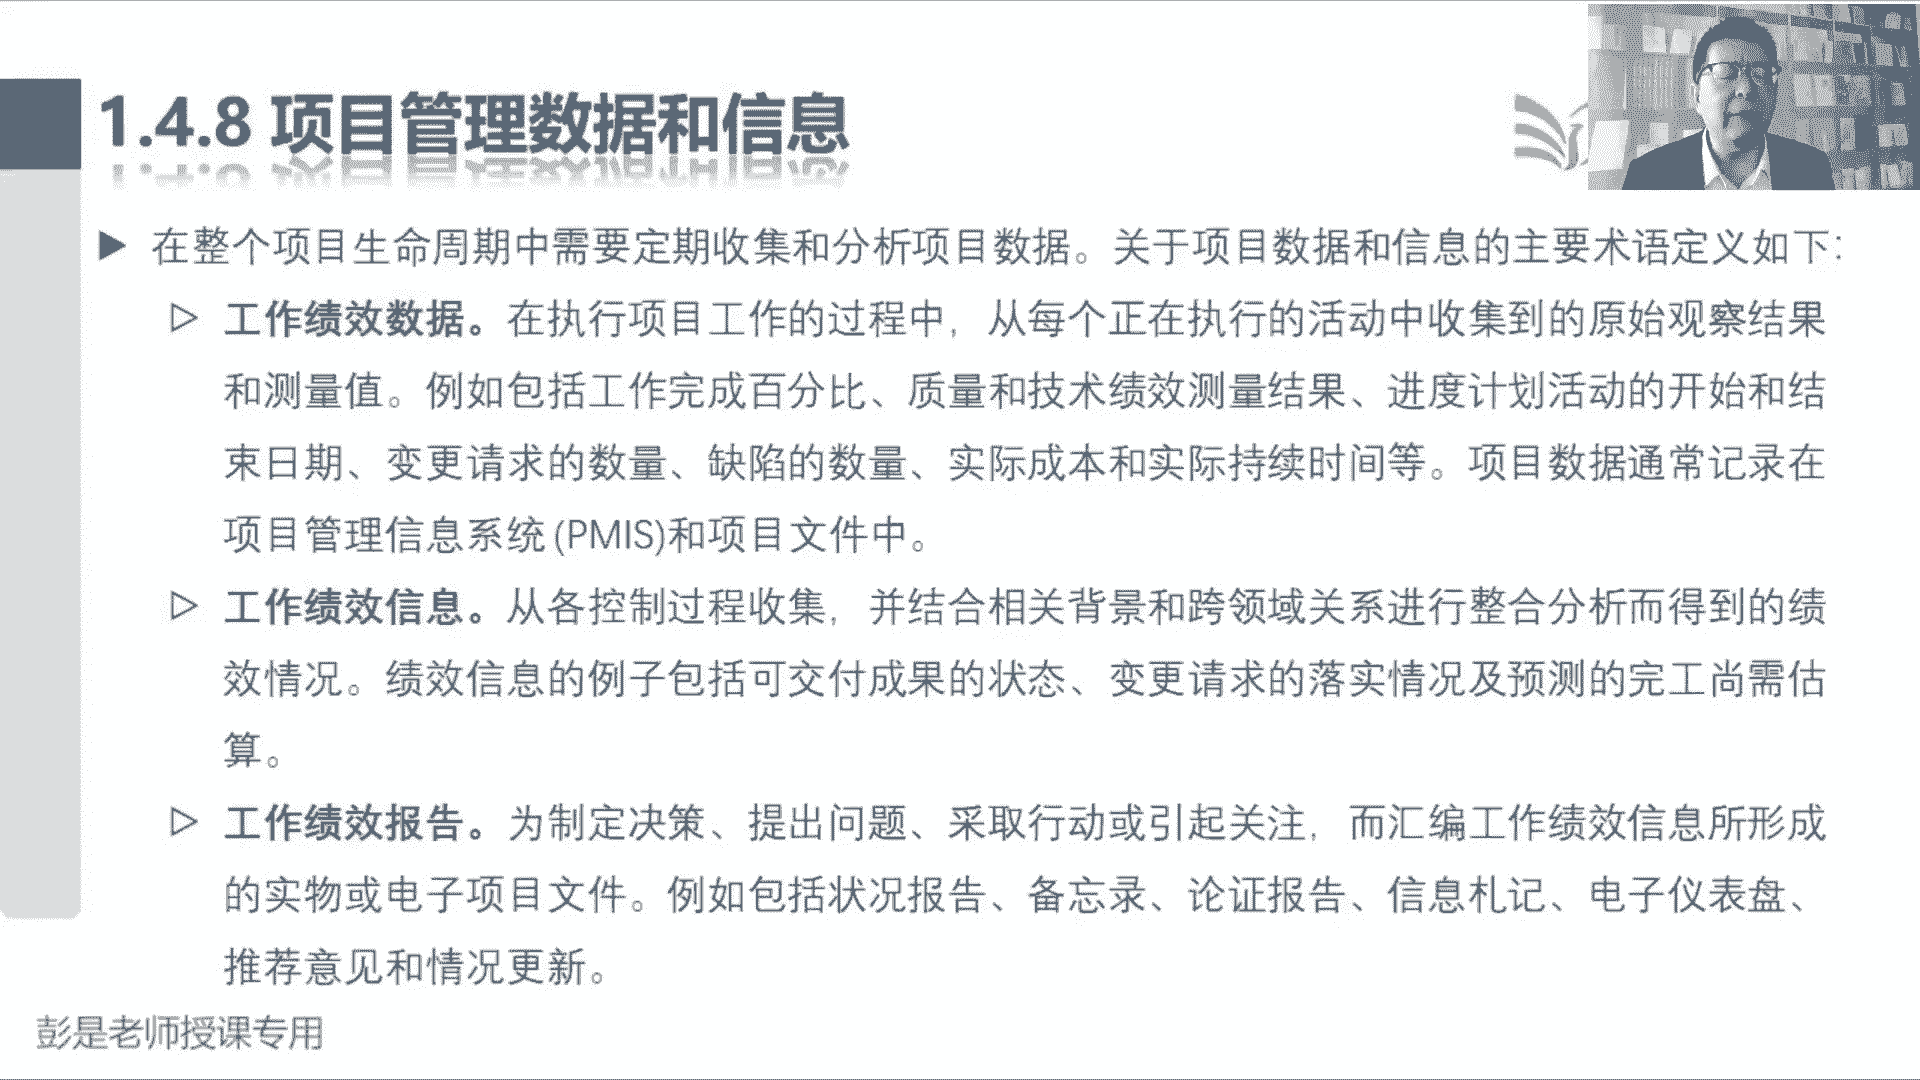 1.4.8 项目管理数据和信息
在整个项目生命周期中需要定期收集和分析项目数据。关于项目数据和信息的主要术语定义如下：
工作绩效数据。在执行项目工作的过程中，从每个正在执行的活动中收集到的原始观察结果
和测量值。例如包括工作完成百分比、质量和技术绩效测量结果、进度计划活动的开始和结
束日期、变更请求的数量、缺陷的数量、实际成本和实际持续时间等。项目数据通常记录在
项目管理信息系统(PMIS)和项目文件中。
工作绩效信息。从各控制过程收集，并结合相关背景和跨领域关系进行整合分析而得到的绩
效情况。绩效信息的例子包括可交付成果的状态、变更请求的落实情况及预测的完工尚需估
算。
工作绩效报告。为制定决策、提出问题、采取行动或引起关注，而汇编工作绩效信息所形成
的实物或电子项目文件。例如包括状况报告、备忘录、论证报告、信息札记、电子仪表盘、
推荐意见和情况更新。
彭是老师授课专用